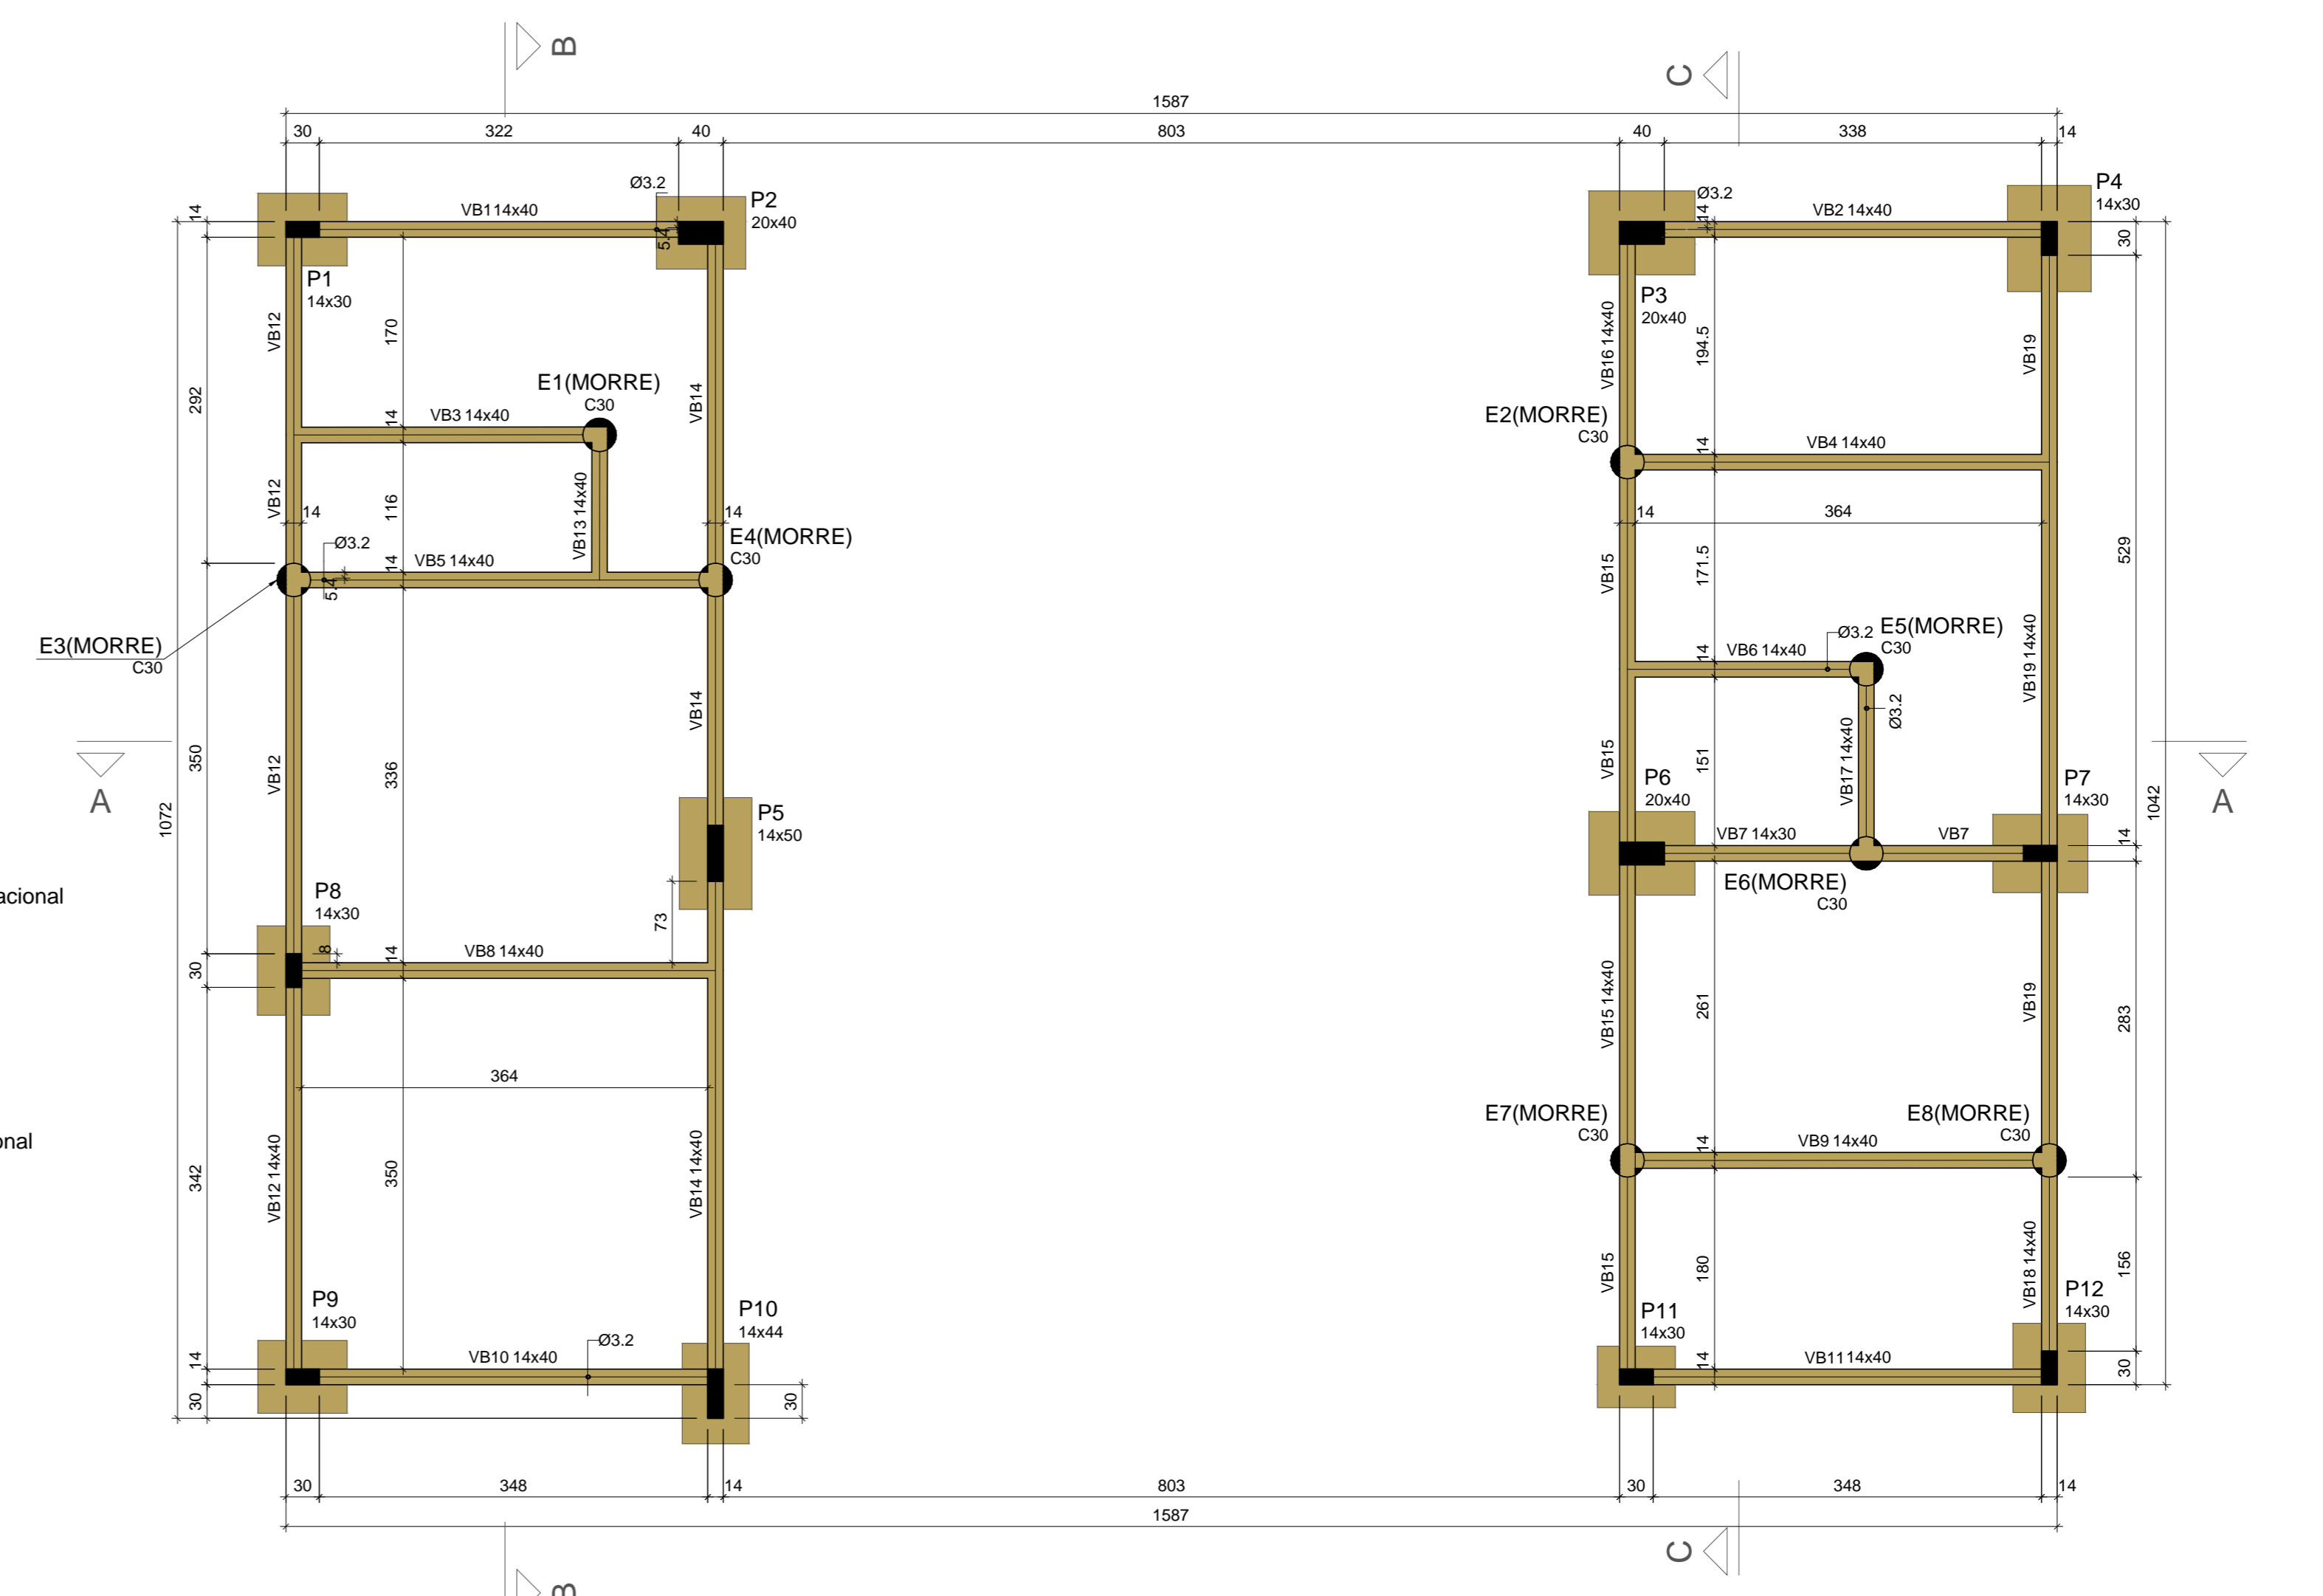 B
C
1587
30
322
40
803
40
338
14
Ø3.2
P2
20x40
Ø3.2
P4
14x30
14
VB114x40
5.4
14
VB2 14x40
30
P1
14x30
P3
20x40
VB12
170
VB16 14x40
194.5
VB19
292
E1(MORRE)
C30
VB14
E2(MORRE)
C30
14
VB3 14x40
14
VB4 14x40
VB12
116
VB13 14x40
14
14
14
364
E4(MORRE)
C30
529
Ø3.2
14
VB5 14x40
5.4
VB15
171.5
E3(MORRE)
C30
Ø3.2
E5(MORRE)
C30
14
VB6 14x40
VB19 14x40
VB14
Ø3.2
350
VB12
336
VB15
151
VB17 14x40
A
A
1072
1042
P6
20x40
P7
14x30
P5
14x50
VB7 14x30
VB7
14
acional
P8
14x30
E6(MORRE)
C30
73
8
14
VB8 14x40
30
VB15 14x40
261
VB19
283
364
onal
E7(MORRE)
C30
E8(MORRE)
C30
14
VB9 14x40
342
VB12 14x40
350
VB14 14x40
VB15
180
VB18 14x40
156
P9
14x30
P10
14x44
P11
14x30
P12
14x30
14
VB10 14x40
Ø3.2
14
VB1114x40
30
30
30
30
348
14
803
30
348
14
1587
C
B